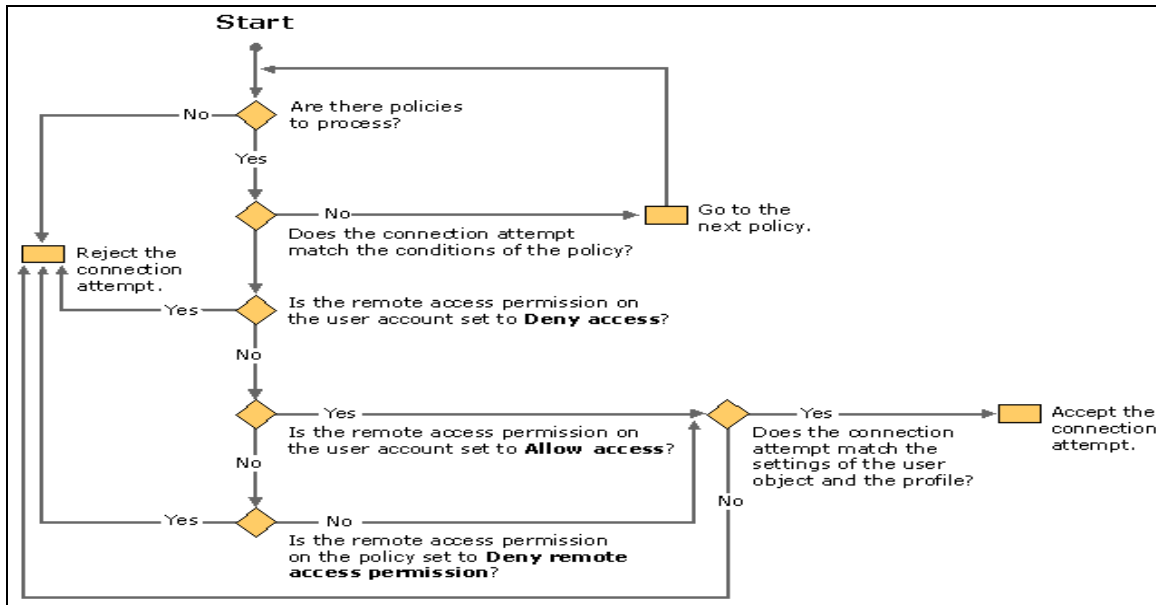 Start
Are there policies
to process?
No
Yes
No
Go to the
next policy.
Does the connection attempt
match the conditions of the policy?
Reject the
connection
attempt.
Yes
Is the remote access permission on
the user account set to Deny access?
No
Yes
Is the remote access permission on
the user account set to Allow access?
Yes
Accept the
connection
attempt.
Does the connection
attempt match the
settings of the user
object and the profile?
No
No
Yes
No
Is the remote access permission
on the policy set to Deny remote
access permission?